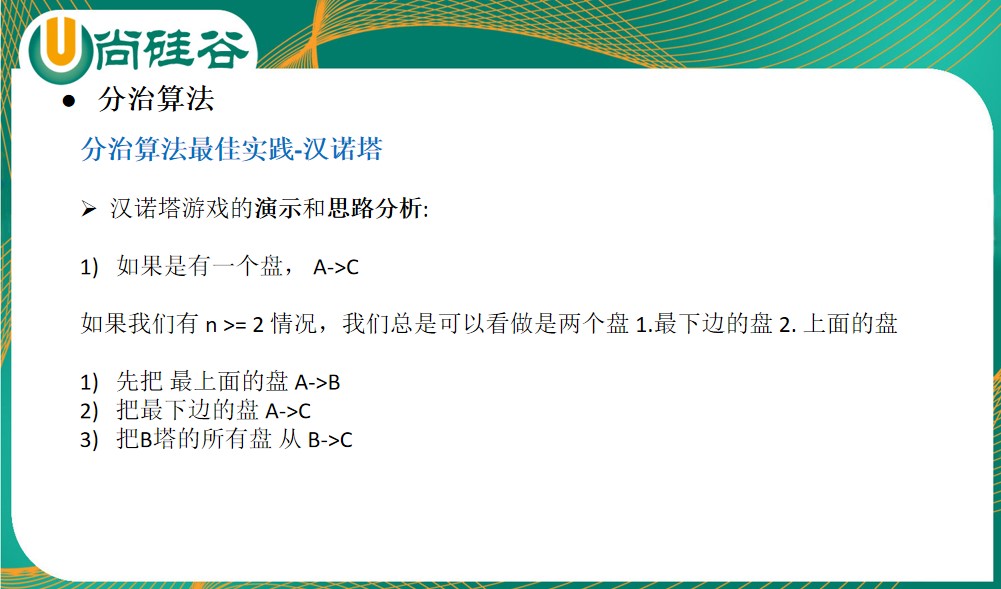 尚硅谷
● 分治算法
分治算法最佳实践-汉诺塔
➢ 汉诺塔游戏的演示和思路分析:
1) 如果是有一个盘， A->C
如果我们有 n >= 2 情况，我们总是可以看做是两个盘 1.最下边的盘 2. 上面的盘
1) 先把 最上面的盘 A->B
2) 把最下边的盘 A->C
3) 把B塔的所有盘 从 B->C